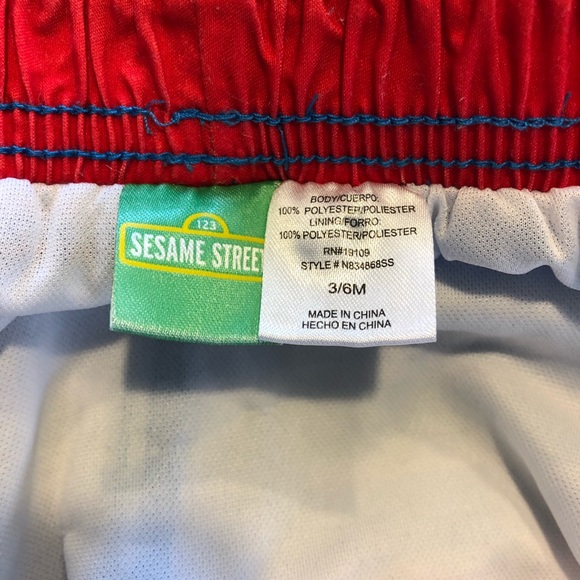 123
SESAME STREET
BODY/CUERPO:
100% POLYESTER/POLIESTER
LINING/FORRO:
100% POLYESTER/POLIESTER
RN#19109
STYLE # N834868SS
3/6M
MADE IN CHINA
HECHO EN CHINA